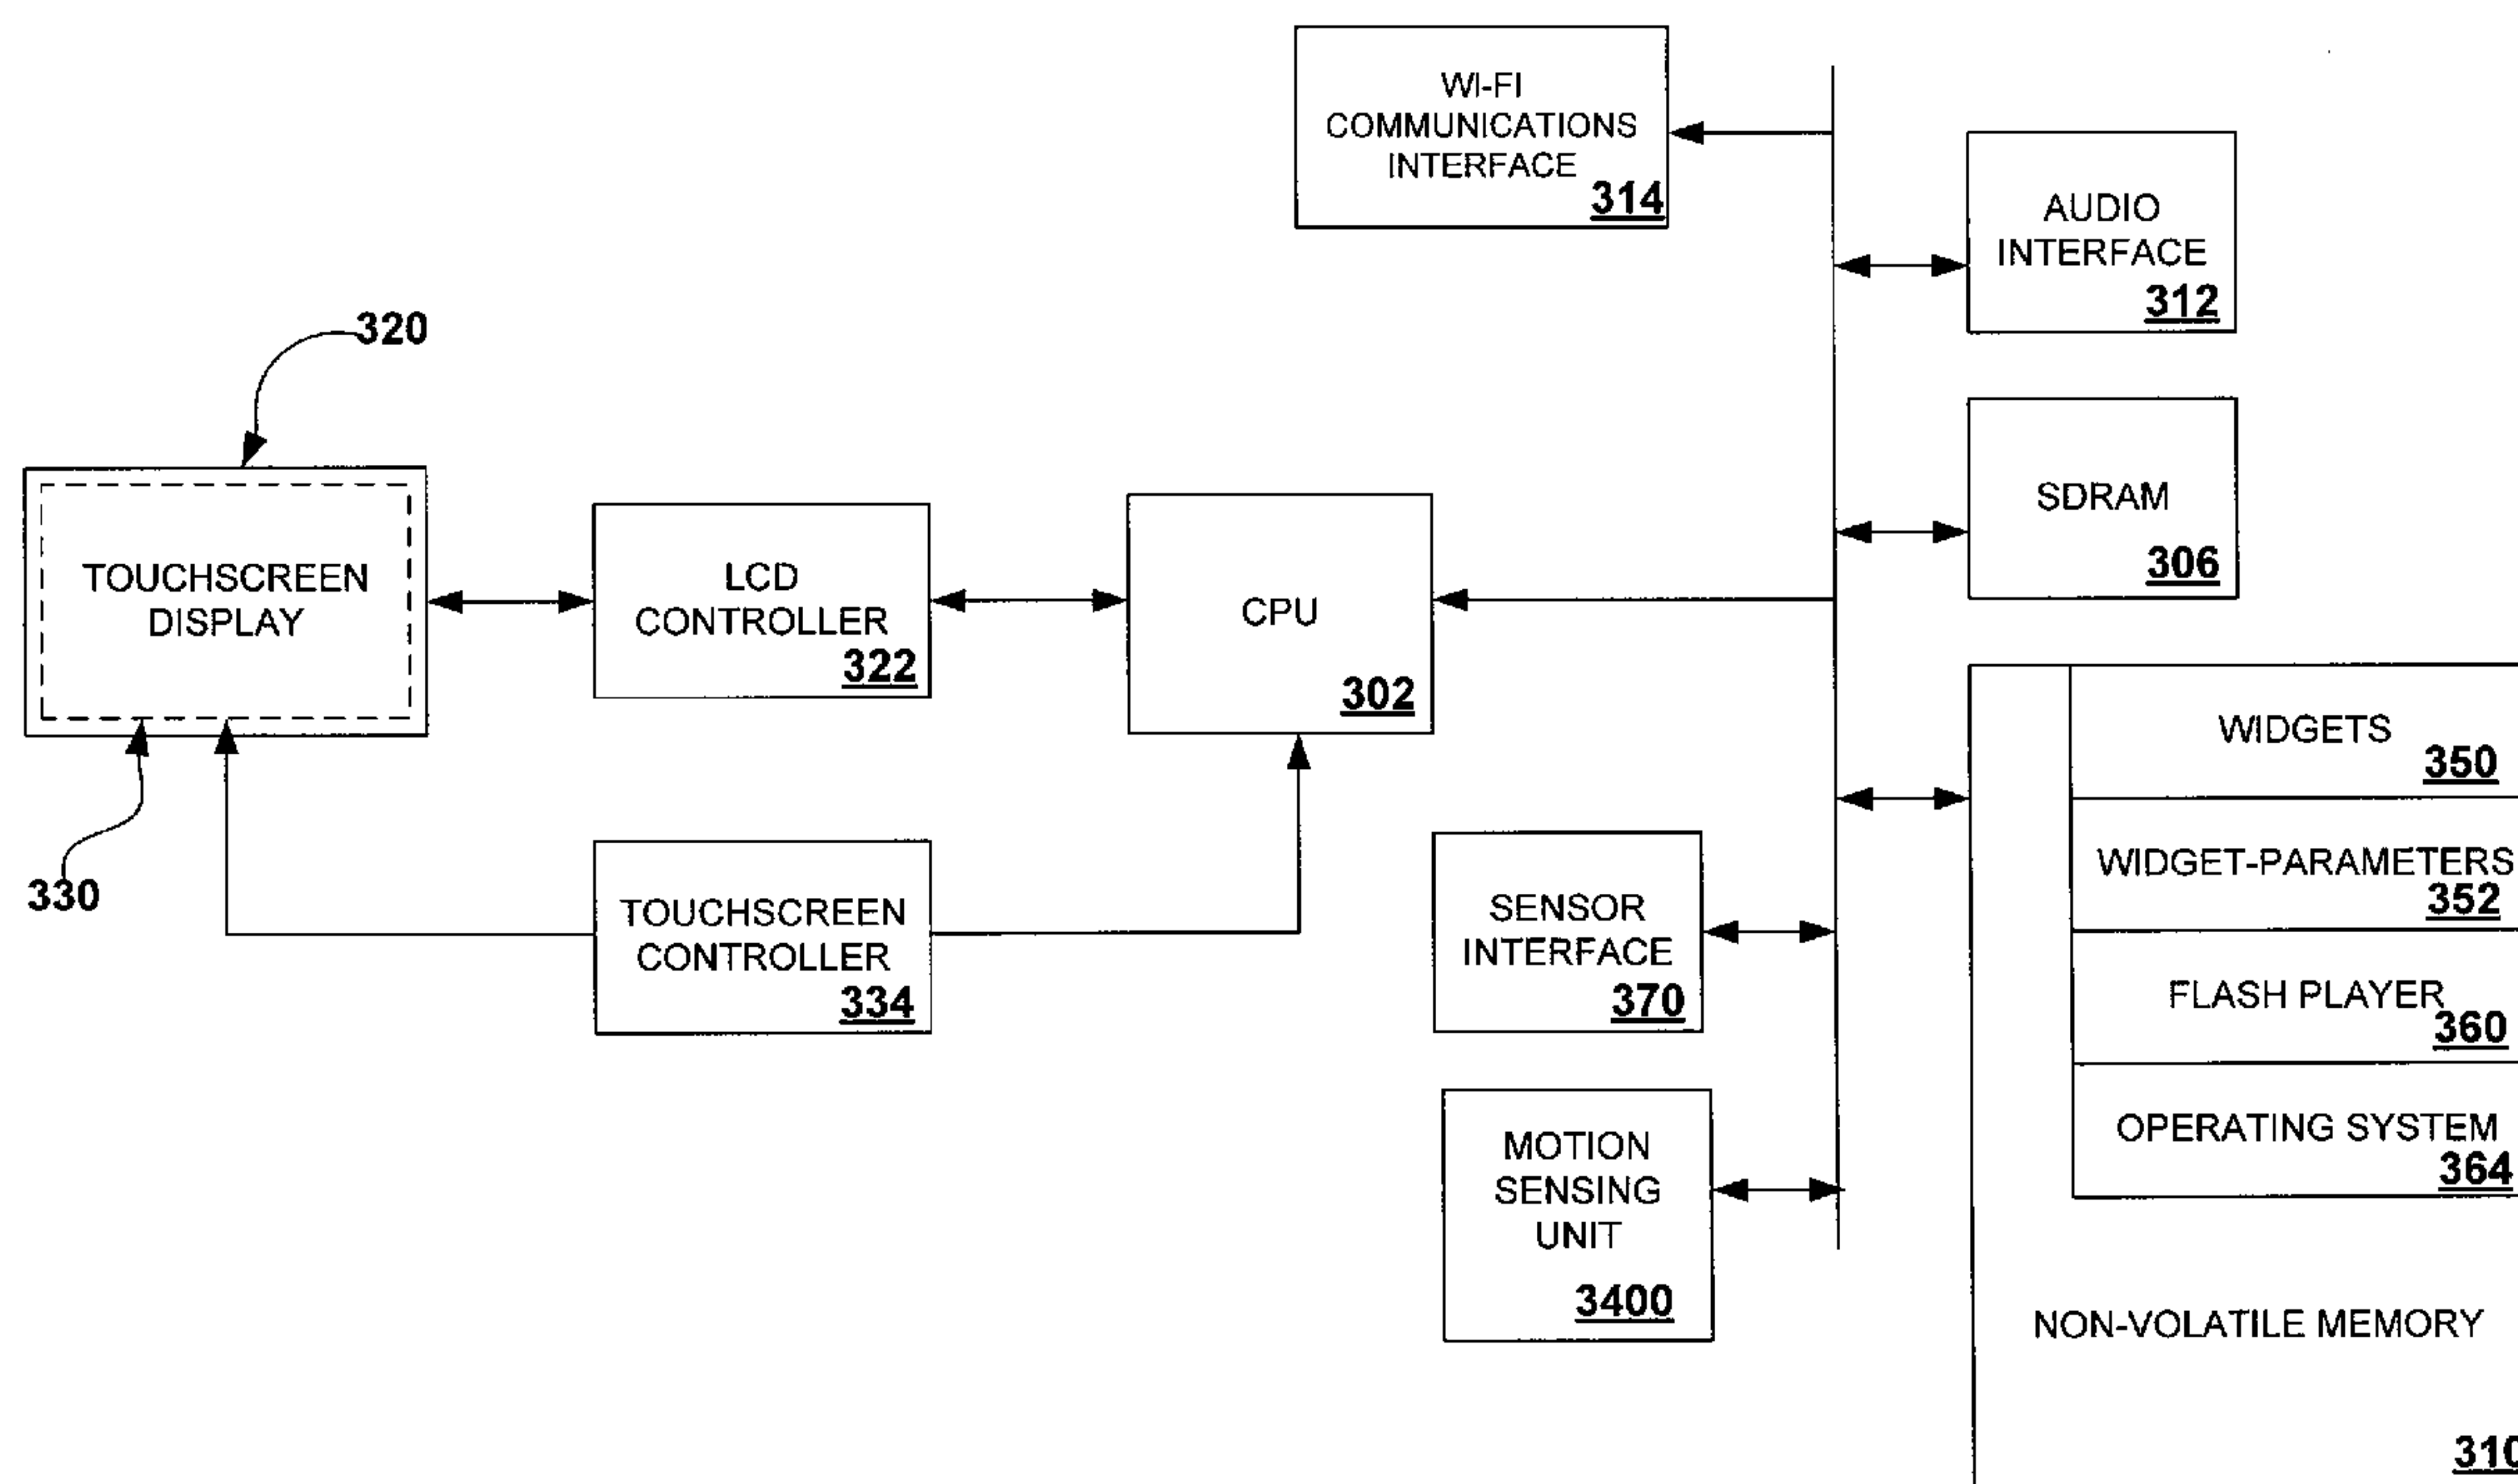 WI-FI
COMMUNICATIONS
INTERFACE
314
AUDIO
INTERFACE
312
320
SDRAM
306
TOUCHSCREEN
DISPLAY
LCD
CONTROLLER
322
CPU
302
WIDGETS
350
330
TOUCHSCREEN
CONTROLLER
334
SENSOR
INTERFACE
370
WIDGET-PARAMETERS
352
FLASH PLAYER
360
MOTION
SENSING
UNIT
3400
OPERATING SYSTEM
364
NON-VOLATILE MEMORY
310